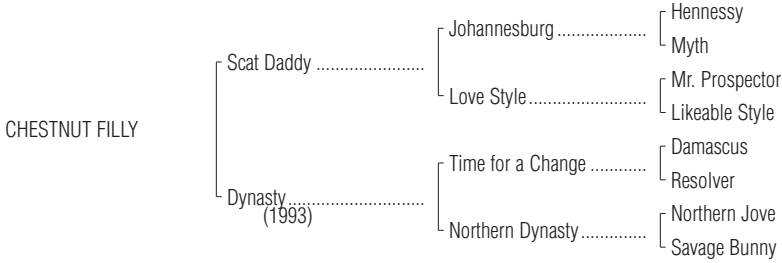 Hennessy
Johannesburg ...................
Myth
Scat Daddy .......................
Mr. Prospector
Love Style.........................
Likeable Style
CHESTNUT FILLY
Damascus
Time for a Change ............
Resolver
Dynasty.............................
(1993)
Northern Jove
Northern Dynasty..............
Savage Bunny